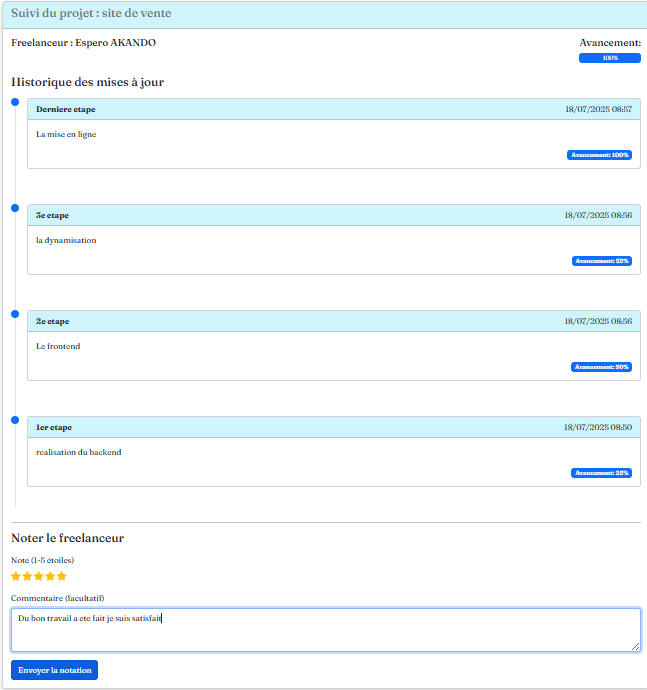 Suivi du projet : site de vente
Freelanceur : Espero AKANDO
Avancement:
100%
Historique des mises à jour
Derniere etape
18/07/2025 08:57
La mise en ligne
Avancement: 100%
3e etape
18/07/2025 08:56
la dynamisation
Avancement: 55%
2e etape
18/07/2025 08:56
Le frontend
Avancement: 50%
1er etape
18/07/2025 08:50
realisation du backend
Avancement: 25%
Noter le freelanceur
Note (1-5 étoiles)
Commentaire (facultatif)
Du bon travail a ete fait je suis satisfait
Envoyer la notation